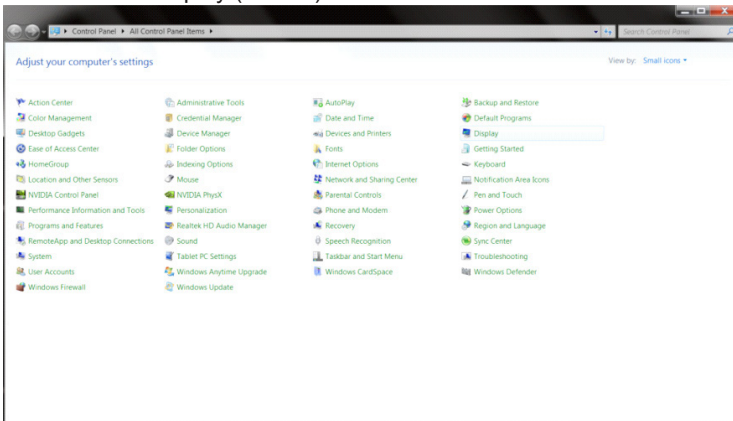 Control Panel ▸ All Control Panel Items ▸ Search Control Panel
Adjust your computer's settings View by: Small icons
Action Center Administrative Tools AutoPlay Backup and Restore
Color Management Credential Manager Date and Time Default Programs
Desktop Gadgets Device Manager Devices and Printers Display
Ease of Access Center Folder Options Fonts Getting Started
HomeGroup Indexing Options Internet Options Keyboard
Location and Other Sensors Mouse Network and Sharing Center Notification Area Icons
NVIDIA Control Panel NVIDIA PhysX Parental Controls Pen and Touch
Performance Information and Tools Personalization Phone and Modem Power Options
Programs and Features Realtek HD Audio Manager Recovery Region and Language
RemoteApp and Desktop Connections Sound Speech Recognition Sync Center
System Tablet PC Settings Taskbar and Start Menu Troubleshooting
User Accounts Windows Anytime Upgrade Windows CardSpace Windows Defender
Windows Firewall Windows Update